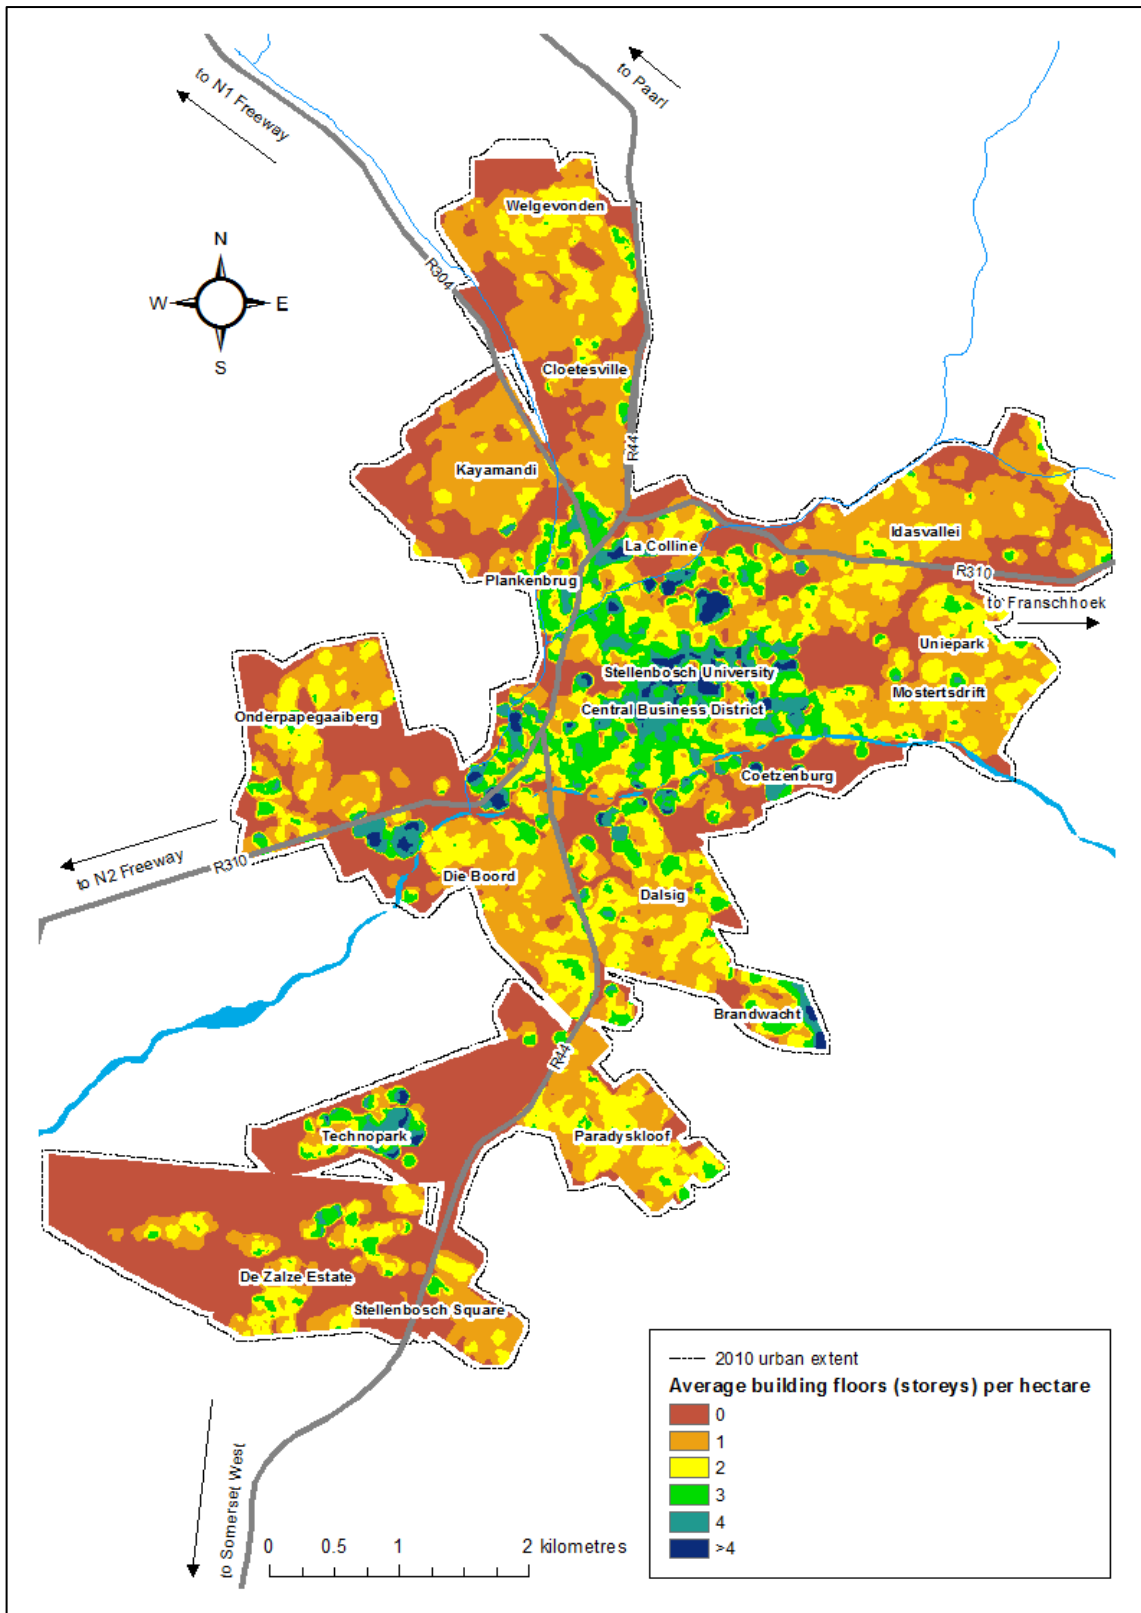 to N1 Freeway
to Paarl
N
W
E
S
Welgevonden
R304
Cloetesville
R44
Kayamandi
Idasvallei
La Colline
R310
Plankenbrug
to Franschhoek
Uniepark
Stellenbosch University
Mostertsdrift
Central Business District
Onderpapegaaiberg
Coetzenburg
to N2 Freeway
R310
Die Boord
Dalsig
Brandwacht
R44
Technopark
Paradyskloof
De Zalze Estate
Stellenbosch Square
to Somerset West
0 0.5 1 2 kilometres
2010 urban extent
Average building floors (storeys) per hectare
0
1
2
3
4
>4